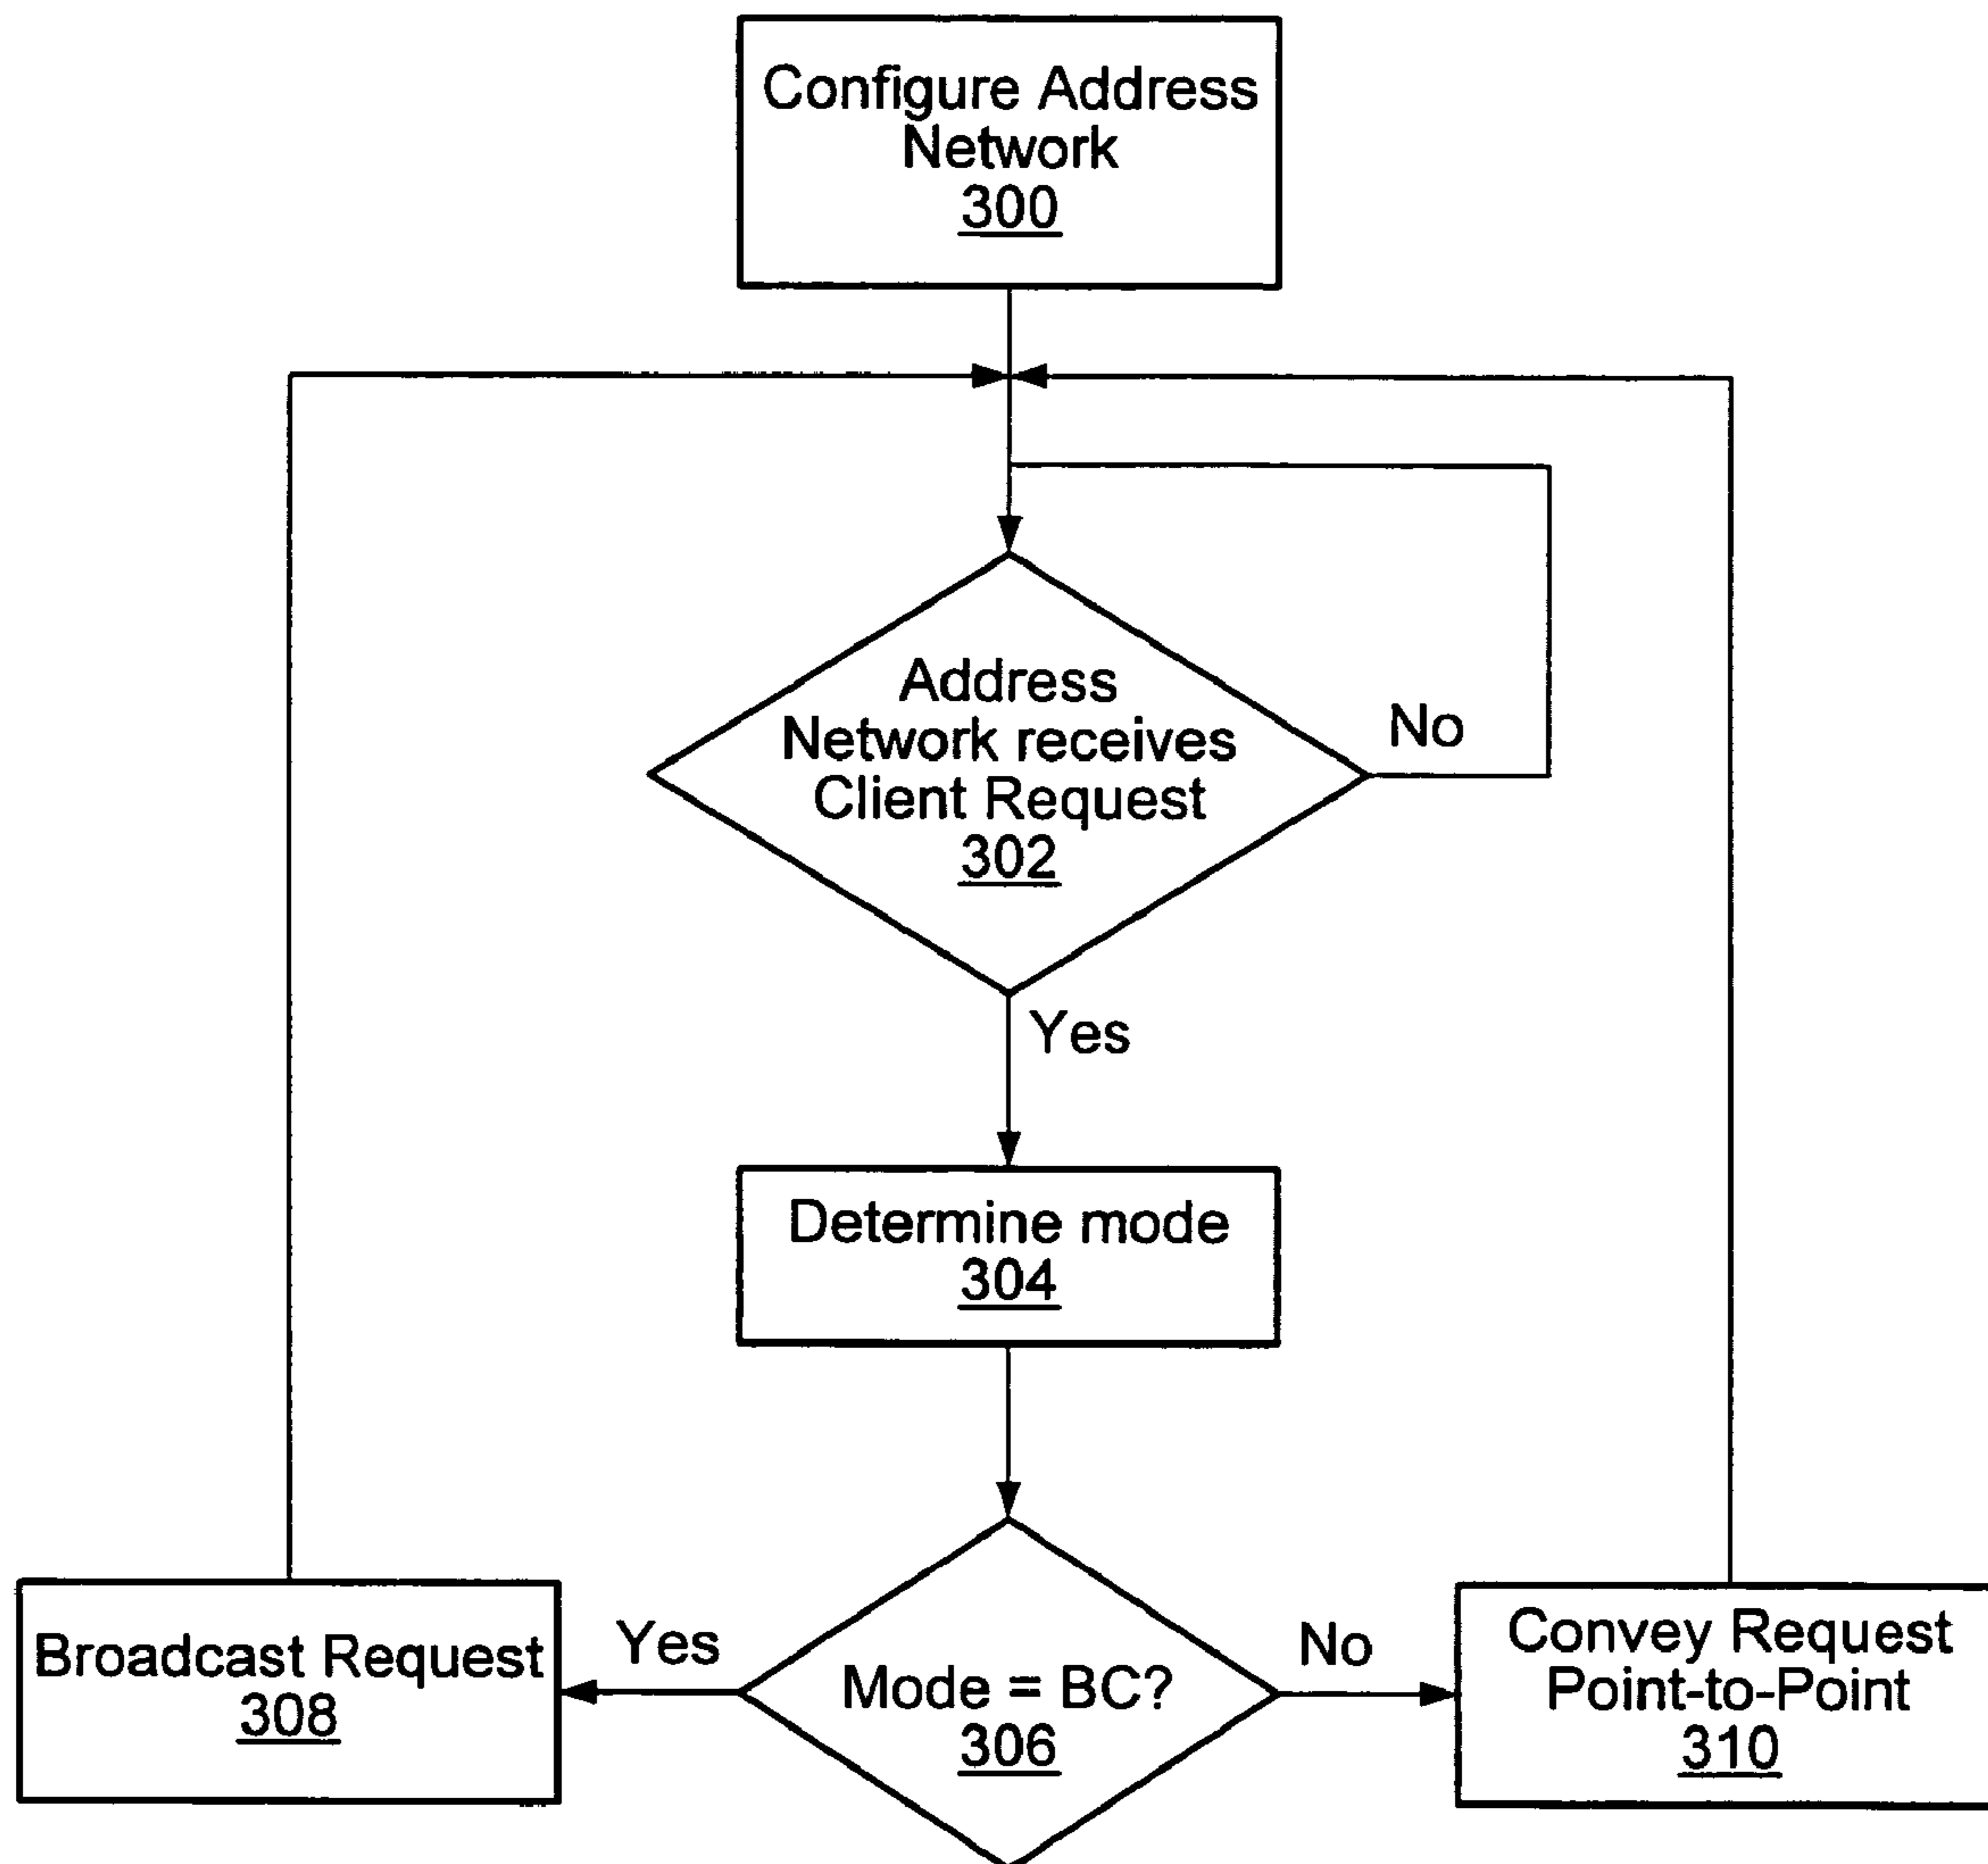 Configure Address
Network
300
Address
Network receives
Client Request
302
No
Yes
Determine mode
304
Broadcast Request
308
Yes
Mode = BC?
306
No
Convey Request
Point-to-Point
310